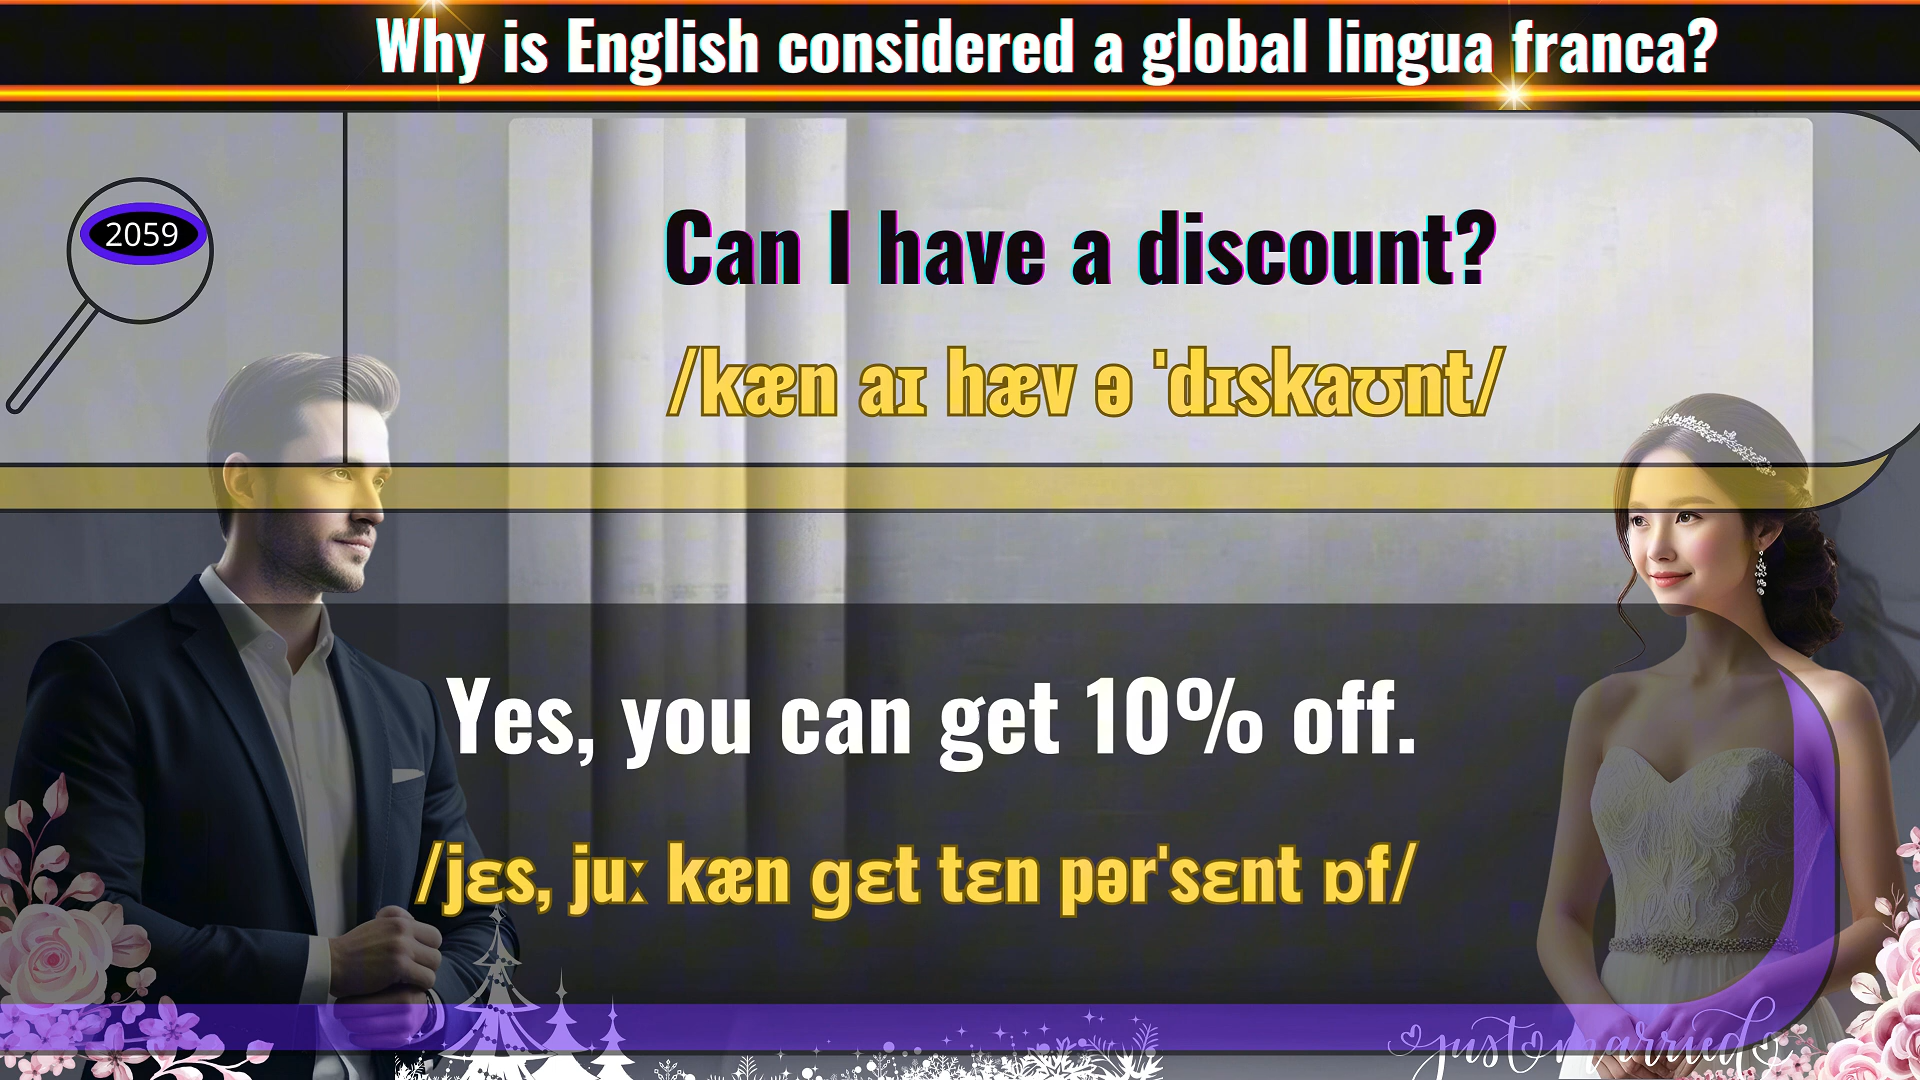 Why is English considered a global lingua franca?
2059
Can I have a discount?
/kæn aɪ hæv ə ˈdɪskaʊnt/
Yes, you can get 10% off.
/jɛs, juː kæn ɡɛt tɛn pərˈsɛnt ɒf/
just married